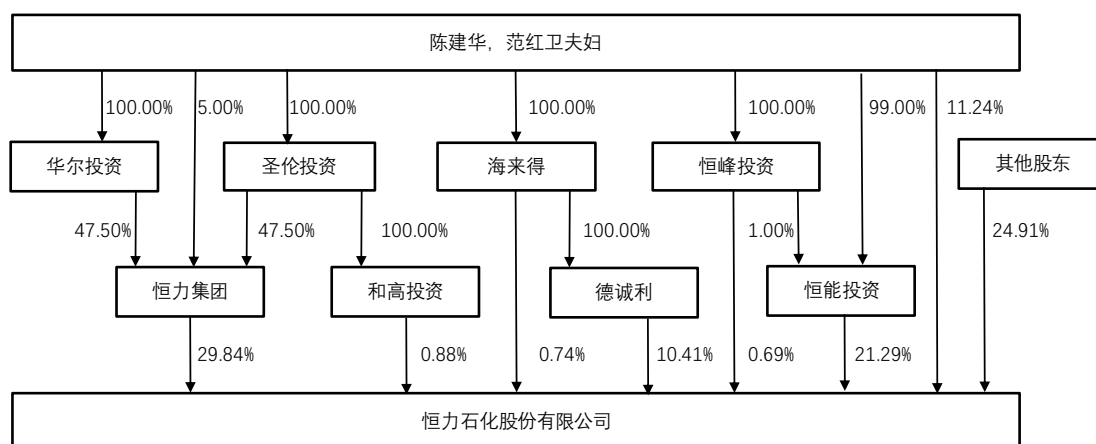 陈建华，范红卫夫妇
100.00%
5.00%
100.00%
100.00%
100.00%
99.00%
11.24%
华尔投资
圣伦投资
海来得
恒峰投资
其他股东
47.50%
47.50%
100.00%
100.00%
1.00%
24.91%
恒力集团
和高投资
德诚利
恒能投资
29.84%
0.88%
0.74%
10.41%
0.69%
21.29%
恒力石化股份有限公司